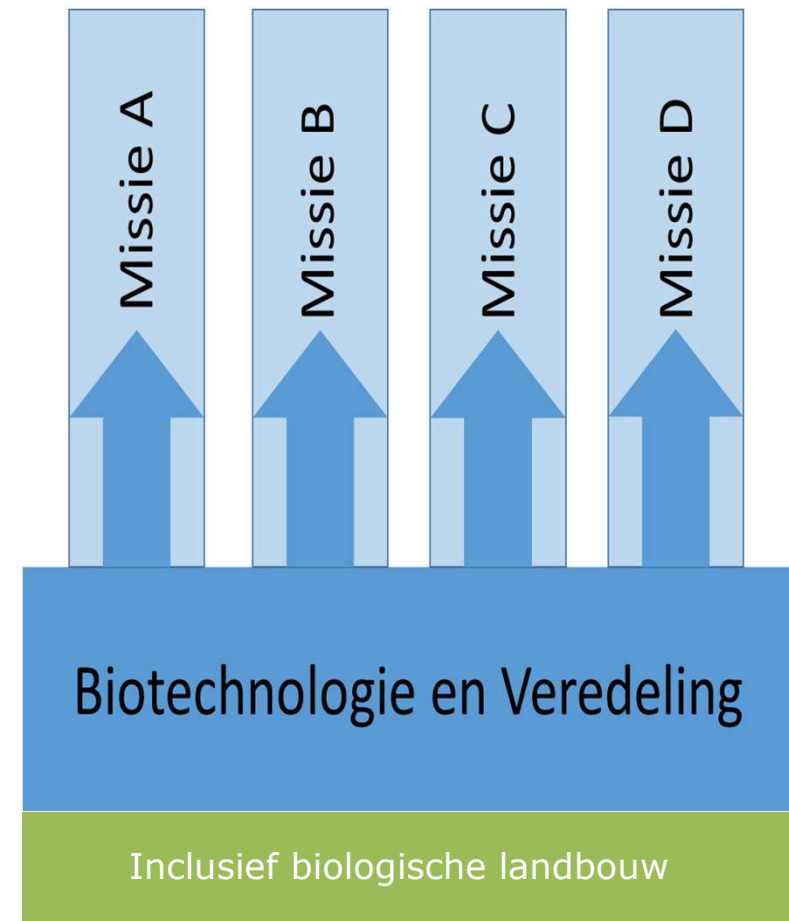 Missie A
Missie B
Missie C
Missie D
Biotechnologie en Veredeling
Inclusief biologische landbouw